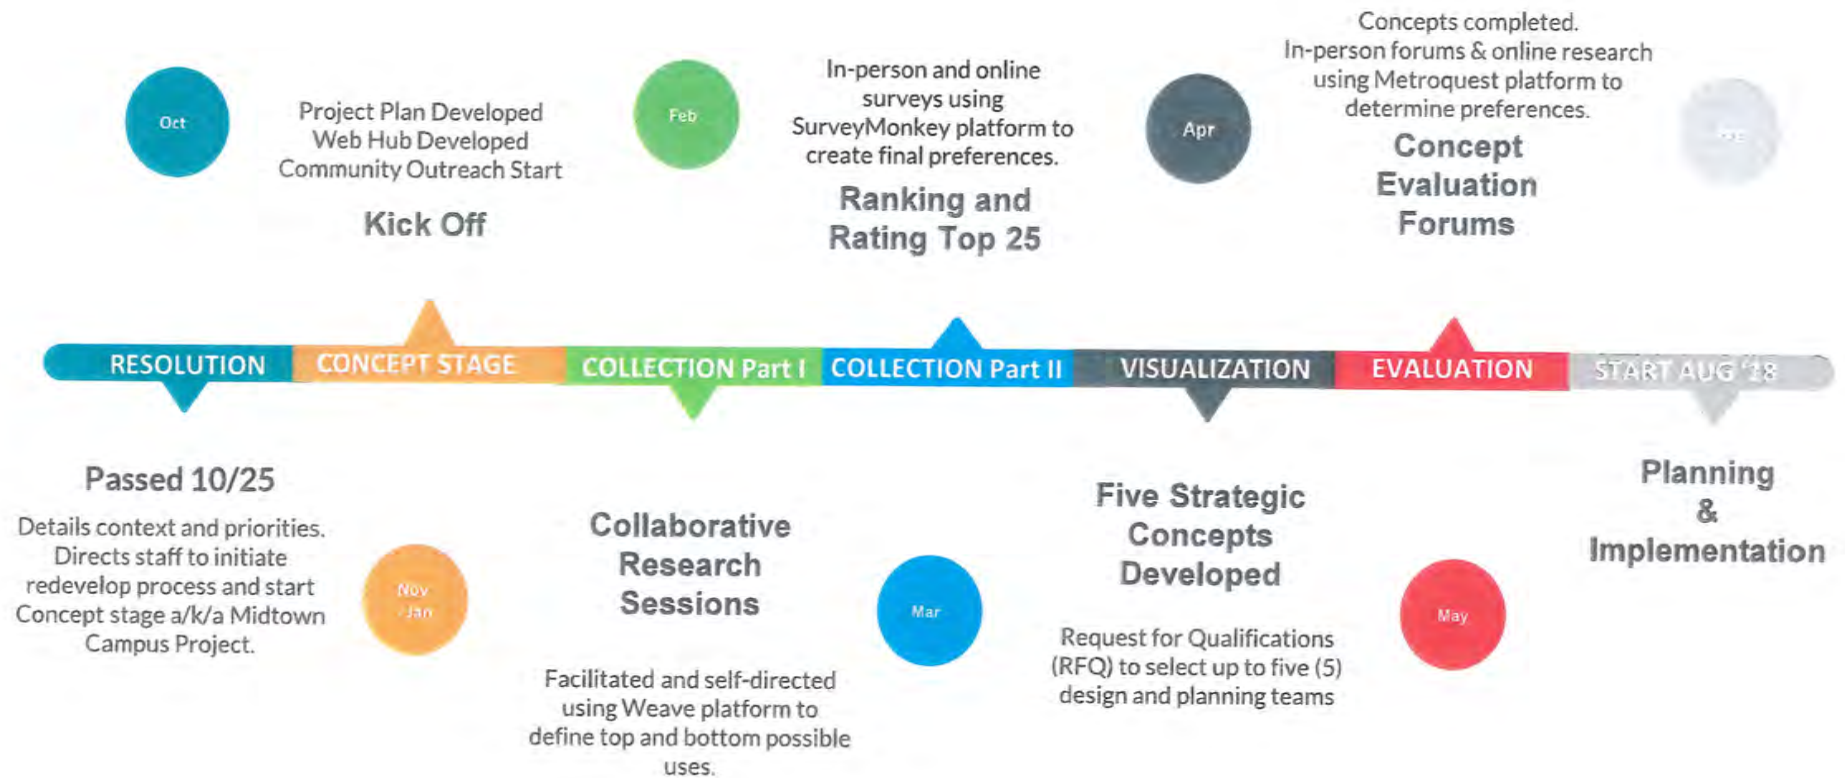 Oct
Project Plan Developed
Web Hub Developed
Community Outreach Start
Kick Off
Feb
In-person and online
surveys using
SurveyMonkey platform to
create final preferences.
Ranking and
Rating Top 25
Apr
Concepts completed.
In-person forums & online research
using Metroquest platform to
determine preferences.
Concept
Evaluation
Forums
RESOLUTION
CONCEPT STAGE
COLLECTION Part I
COLLECTION Part II
VISUALIZATION
EVALUATION
START AUG '18
Passed 10/25
Details context and priorities.
Directs staff to initiate
redevelop process and start
Concept stage a/k/a Midtown
Campus Project.
Nov
-Jan
Collaborative
Research
Sessions
Facilitated and self-directed
using Weave platform to
define top and bottom possible
uses.
Mar
Five Strategic
Concepts
Developed
Request for Qualifications
(RFQ) to select up to five (5)
design and planning teams
May
Planning
&
Implementation